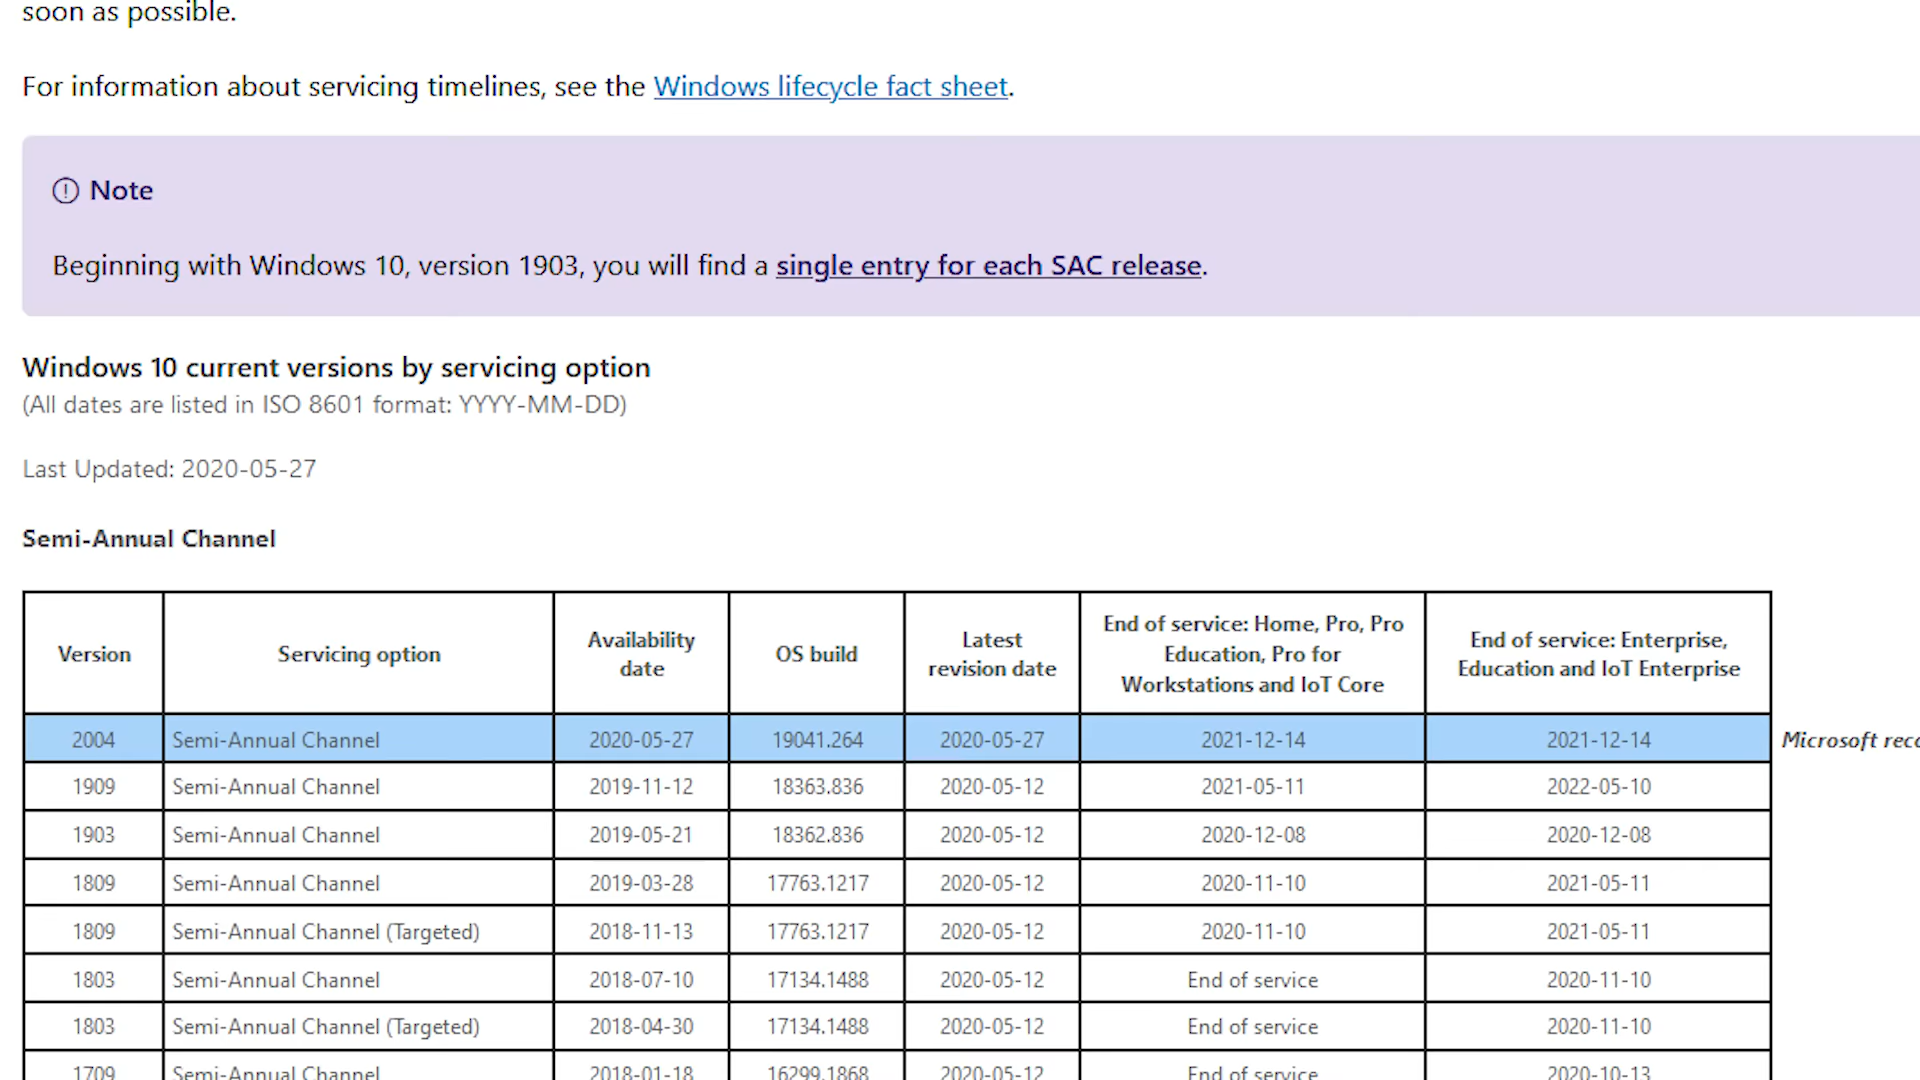 soon as possible.
For information about servicing timelines, see the Windows lifecycle fact sheet.
Note
Beginning with Windows 10, version 1903, you will find a single entry for each SAC release.
Windows 10 current versions by servicing option
(All dates are listed in ISO 8601 format: YYYY-MM-DD)
Last Updated: 2020-05-27
Semi-Annual Channel
Version Servicing option Availability date OS build Latest revision date End of service: Home, Pro, Pro Education, Pro for Workstations and IoT Core End of service: Enterprise, Education and IoT Enterprise
2004 Semi-Annual Channel 2020-05-27 19041.264 2020-05-27 2021-12-14 2021-12-14 Microsoft
1909 Semi-Annual Channel 2019-11-12 18363.836 2020-05-12 2021-05-11 2022-05-10
1903 Semi-Annual Channel 2019-05-21 18362.836 2020-05-12 2020-12-08 2020-12-08
1809 Semi-Annual Channel 2019-03-28 17763.1217 2020-05-12 2020-11-10 2021-05-11
1809 Semi-Annual Channel (Targeted) 2018-11-13 17763.1217 2020-05-12 2020-11-10 2021-05-11
1803 Semi-Annual Channel 2018-07-10 17134.1488 2020-05-12 End of service 2020-11-10
1803 Semi-Annual Channel (Targeted) 2018-04-30 17134.1488 2020-05-12 End of service 2020-11-10
1709 Semi-Annual Channel 2018-01-18 16299.1868 2020-05-12 End of service 2020-10-13